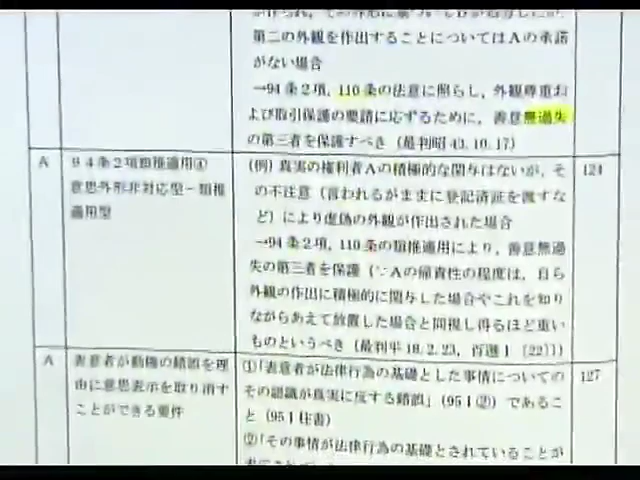 第二の外観を作出することについてはAの承諾
がない場合
→94条2項,110条の法意に照らし,外観尊重お
よび取引保護の要請に応ずるために,善意無過失
の第三者を保護すべき(最判昭43.10.17)
A
94条2項類推適用④
意思外形非対応型-類推
適用型
(例)真実の権利者Aの積極的な関与はないが,そ
の不注意(言われるがままに登記済証を渡すな
ど)により虚偽の外観が作出された場合
→94条2項,110条の類推適用により,善意無過
失の第三者を保護(∵Aの帰責性の程度は,自ら
外観の作出に積極的に関与した場合やこれを知り
ながらあえて放置した場合と同視し得るほど重い
ものというべき(最判平18.2.23,百選Ⅰ〔22〕))
124
A
表意者が動機の錯誤を理
由に意思表示を取り消す
ことができる要件
①「表意者が法律行為の基礎とした事情についての
その認識が真実に反する錯誤」(95Ⅰ②)であるこ
と(95Ⅰ柱書)
②「その事情が法律行為の基礎とされていることが
127